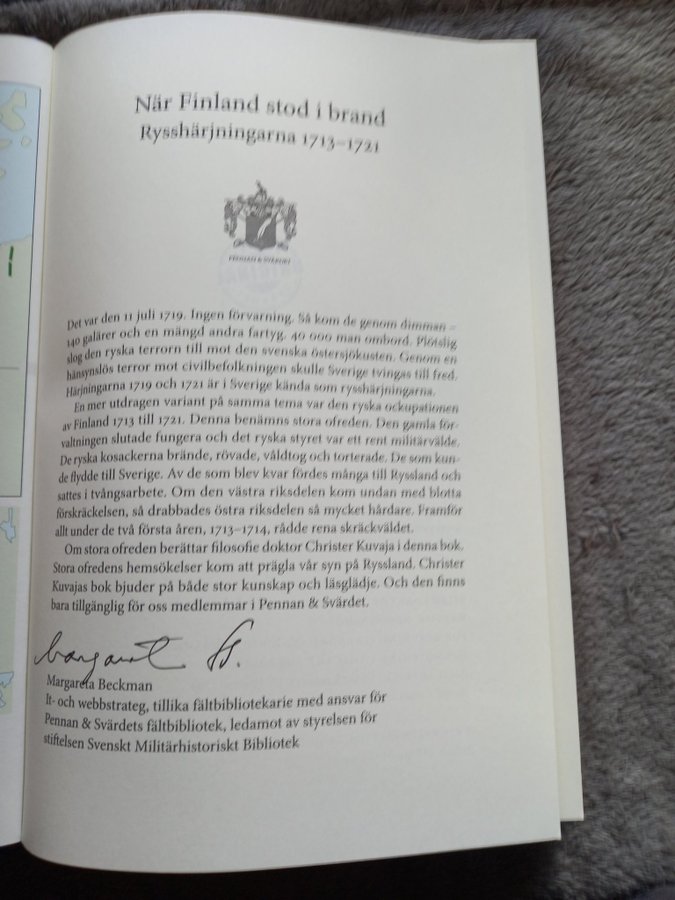 När Finland stod i brand
Rysshärjningarna 1713–1721
PENNAN & SVÄRDET
Det var den 11 juli 1719. Ingen förvarning. Så kom de genom dimman –
140 galärer och en mängd andra fartyg. 40 000 man ombord. Plötslig
slog den ryska terrorn till mot den svenska östersjökusten. Genom en
hänsynslös terror mot civilbefolkningen skulle Sverige tvingas till fred.
Härjningarna 1719 och 1721 är i Sverige kända som rysshärjningarna.
En mer utdragen variant på samma tema var den ryska ockupationen
av Finland 1713 till 1721. Denna benämns stora ofreden. Den gamla för-
valtningen slutade fungera och det ryska styret var ett rent militärvälde.
De ryska kosackerna brände, rövade, våldtog och torterade. De som kun-
de flydde till Sverige. Av de som blev kvar fördes många till Ryssland och
sattes i tvångsarbete. Om den västra riksdelen kom undan med blotta
förskräckelsen, så drabbades östra riksdelen så mycket hårdare. Framför
allt under de två första åren, 1713–1714, rådde rena skräckväldet.
Om stora ofreden berättar filosofie doktor Christer Kuvaja i denna bok.
Stora ofredens hemsökelser kom att prägla vår syn på Ryssland. Christer
Kuvajas bok bjuder på både stor kunskap och läsglädje. Och den finns
bara tillgänglig för oss medlemmar i Pennan & Svärdet.
Margareta Beckman
It- och webbstrateg, tillika fältbibliotekarie med ansvar för
Pennan & Svärdets fältbibliotek, ledamot av styrelsen för
stiftelsen Svenskt Militärhistoriskt Bibliotek